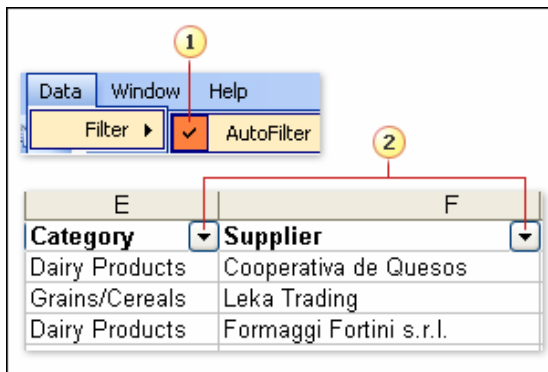 1
Data Window Help
Filter AutoFilter
2
E F
Category Supplier
Dairy Products Cooperativa de Quesos
Grains/Cereals Leka Trading
Dairy Products Formaggi Fortini s.r.l.